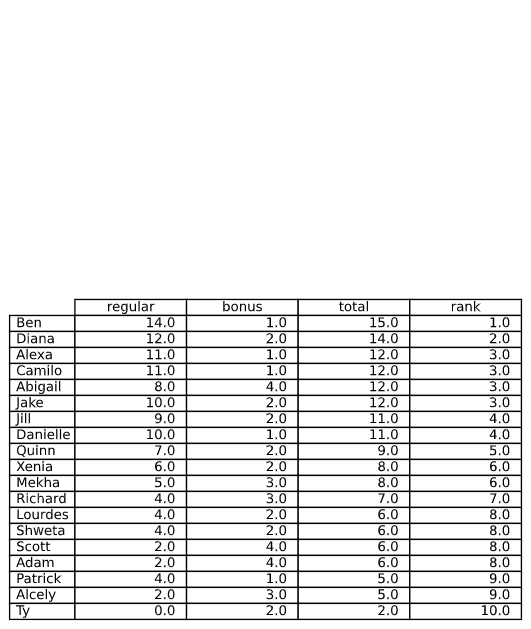 regular bonus total rank
Ben 14.0 1.0 15.0 1.0
Diana 12.0 2.0 14.0 2.0
Alexa 11.0 1.0 12.0 3.0
Camilo 11.0 1.0 12.0 3.0
Abigail 8.0 4.0 12.0 3.0
Jake 10.0 2.0 12.0 3.0
Jill 9.0 2.0 11.0 4.0
Danielle 10.0 1.0 11.0 4.0
Quinn 7.0 2.0 9.0 5.0
Xenia 6.0 2.0 8.0 6.0
Mekha 5.0 3.0 8.0 6.0
Richard 4.0 3.0 7.0 7.0
Lourdes 4.0 2.0 6.0 8.0
Shweta 4.0 2.0 6.0 8.0
Scott 2.0 4.0 6.0 8.0
Adam 2.0 4.0 6.0 8.0
Patrick 4.0 1.0 5.0 9.0
Alcely 2.0 3.0 5.0 9.0
Ty 0.0 2.0 2.0 10.0